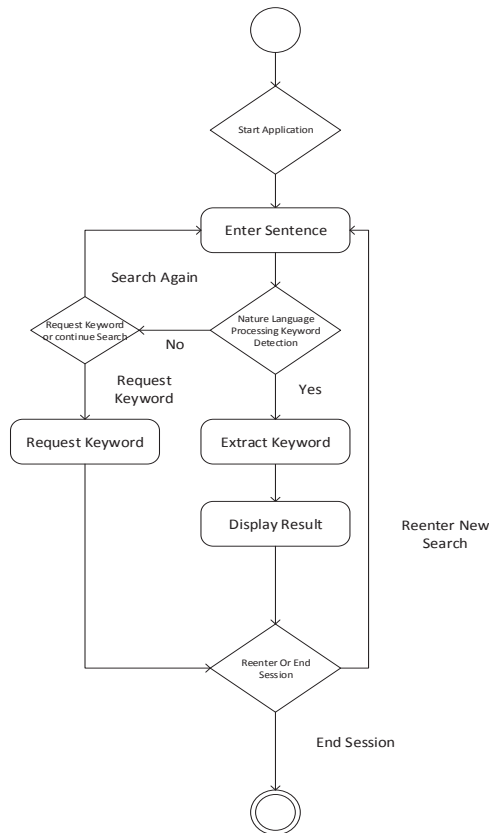 Start Application
Enter Sentence
Search Again
Request Keyword
or continue Search
Nature Language
Processing Keyword
Detection
No
Request
Keyword
Yes
Request Keyword
Extract Keyword
Display Result
Reenter New
Search
Reenter Or End
Session
End Session